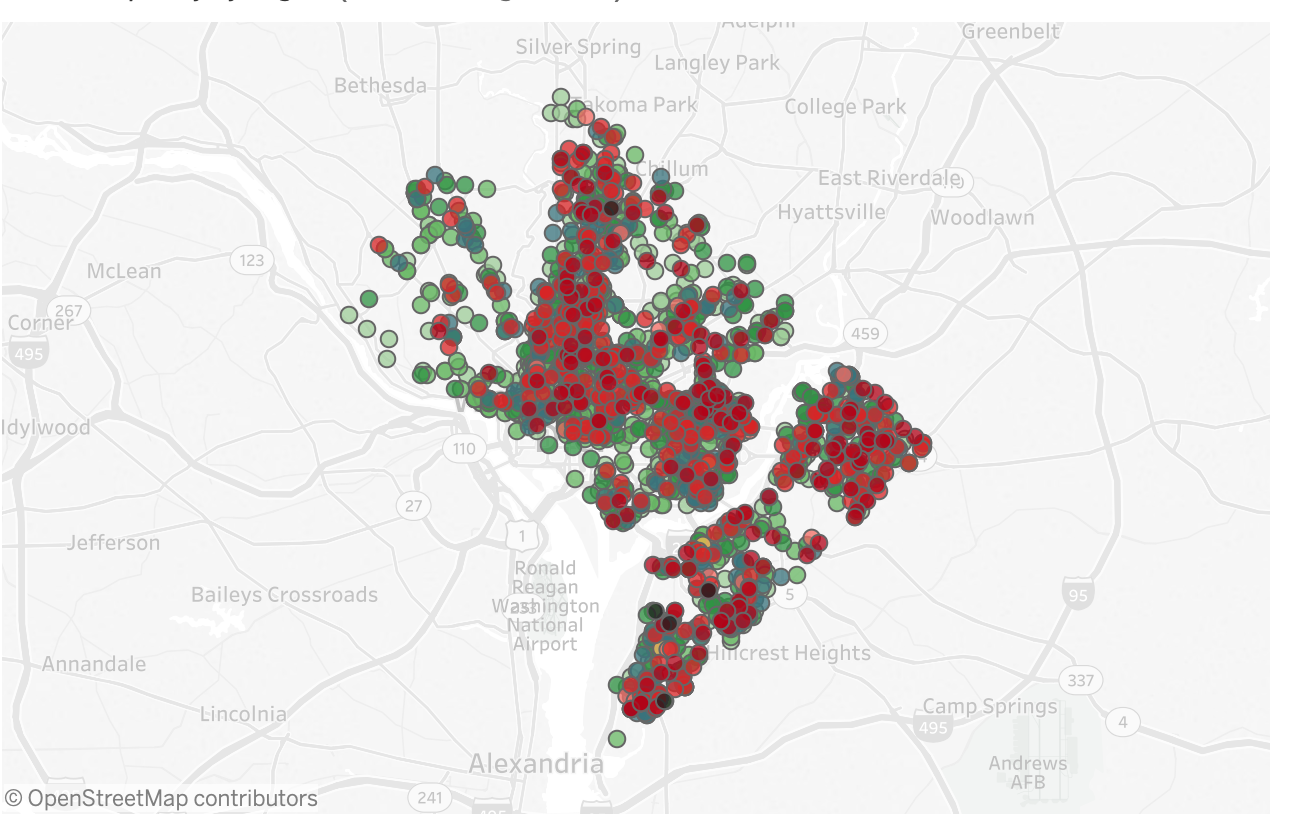 Adelphi
Greenbelt
Silver Spring
Langley Park
Bethesda
Takoma Park
College Park
Chillum
East Riverdale
Hyattsville
Woodlawn
123
McLean
267
Corner
495
459
Idylwood
110
27
1
Jefferson
Ronald
Reagan
Washington
National
Airport
Baileys Crossroads
5
95
Annandale
Hillcrest Heights
337
Lincolnia
Camp Springs
495
4
Alexandria
Andrews
AFB
© OpenStreetMap contributors
241